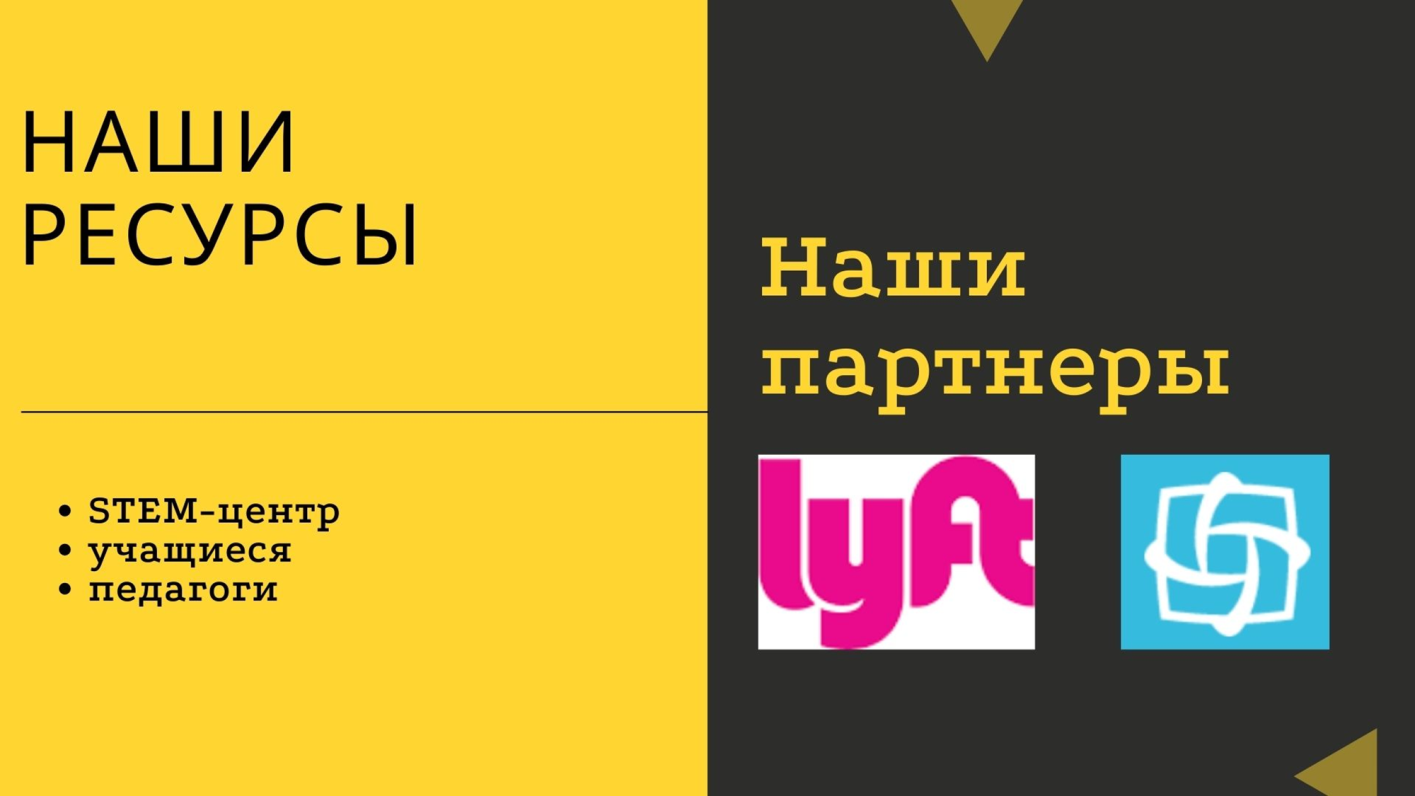 НАШИ
РЕСУРСЫ
• STEM-центр
• учащиеся
• педагоги
Наши
партнеры
lyft